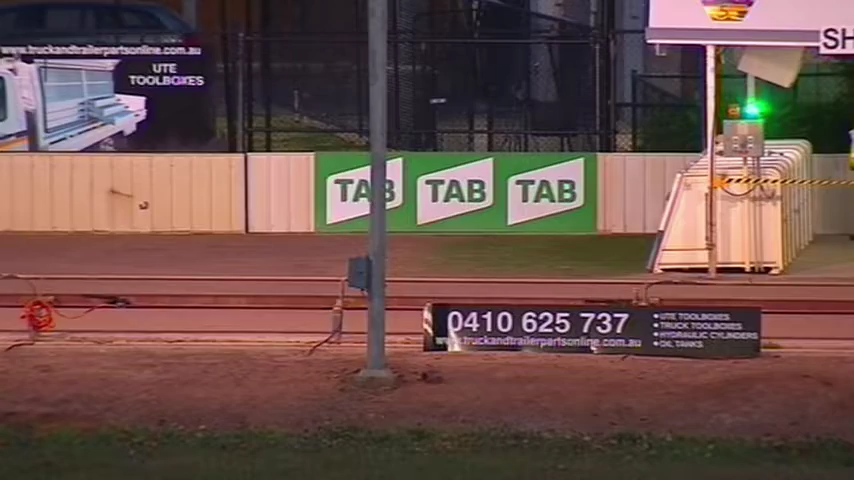 www.truckandtrailerpartsonline.com.au
UTE
TOOLBOXES
5
SH
TAB TAB TAB
0410 625 737
www.truckandtrailerpartsonline.com.au
• UTE TOOLBOXES
• TRUCK TOOLBOXES
• HYDRAULIC CYLINDERS
• OIL TANKS